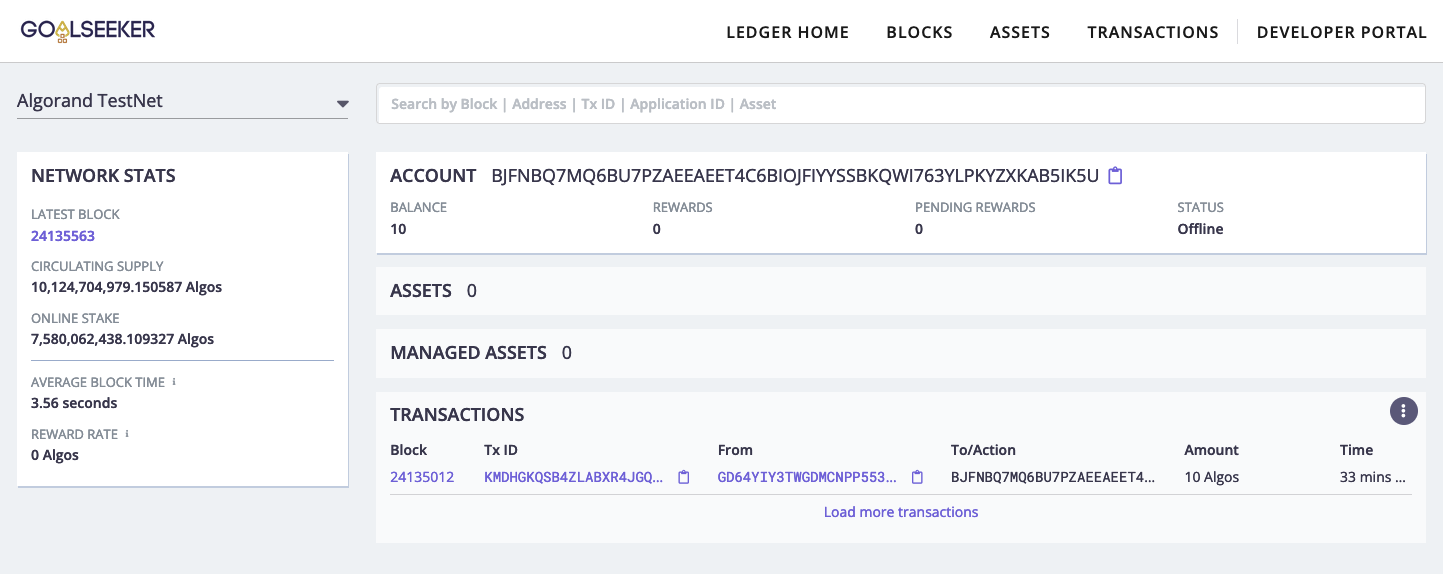 GOALSEEKER
LEDGER HOME BLOCKS ASSETS TRANSACTIONS DEVELOPER PORTAL
Algorand TestNet
Search by Block | Address | Tx ID | Application ID | Asset
NETWORK STATS
LATEST BLOCK
24135563
CIRCULATING SUPPLY
10,124,704,979.150587 Algos
ONLINE STAKE
7,580,062,438.109327 Algos
AVERAGE BLOCK TIME i
3.56 seconds
REWARD RATE i
0 Algos
ACCOUNT BJFNBQ7MQ6BU7PZAEEAEET4C6BIOJFIYYSSBKQWI763YLPKYZXKAB5IK5U
BALANCE REWARDS PENDING REWARDS STATUS
10 0 0 Offline
ASSETS 0
MANAGED ASSETS 0
TRANSACTIONS
Block Tx ID From To/Action Amount Time
24135012 KMDHGKQSB4ZLABXR4JGQ... GD64YIY3TWGDMCNPP553... BJFNBQ7MQ6BU7PZAEEAEET4... 10 Algos 33 mins ...
Load more transactions